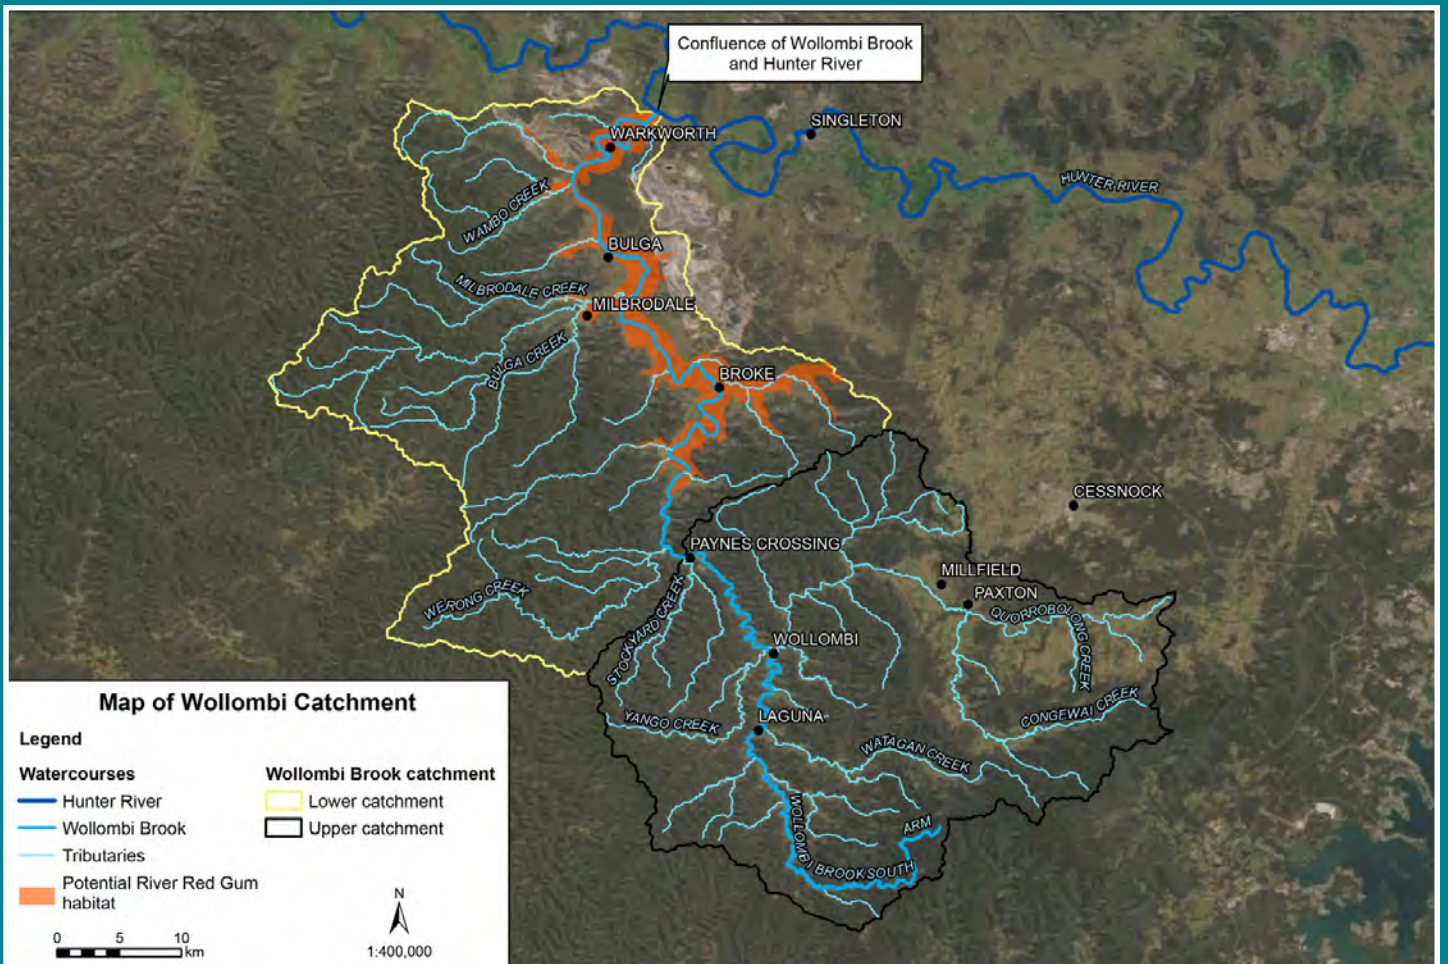 Confluence of Wollombi Brook
and Hunter River
WARKWORTH
SINGLETON
HUNTER RIVER
WAMBO CREEK
BULGA
MILBRODALE CREEK
MILBRODALE
BULGA CREEK
BROKE
CESSNOCK
PAYNES CROSSING
MILLFIELD
PAXTON
WERONG CREEK
STOCKYARD CREEK
QUORROBOLONG CREEK
WOLLOMBI
YANGO CREEK
LAGUNA
CONGEWAI CREEK
WATAGAN CREEK
WOLLOMBI BROOK SOUTH ARM
Map of Wollombi Catchment
Legend
Watercourses
Hunter River
Wollombi Brook
Tributaries
Potential River Red Gum
habitat
Wollombi Brook catchment
Lower catchment
Upper catchment
0 5 10
km
N
1:400,000